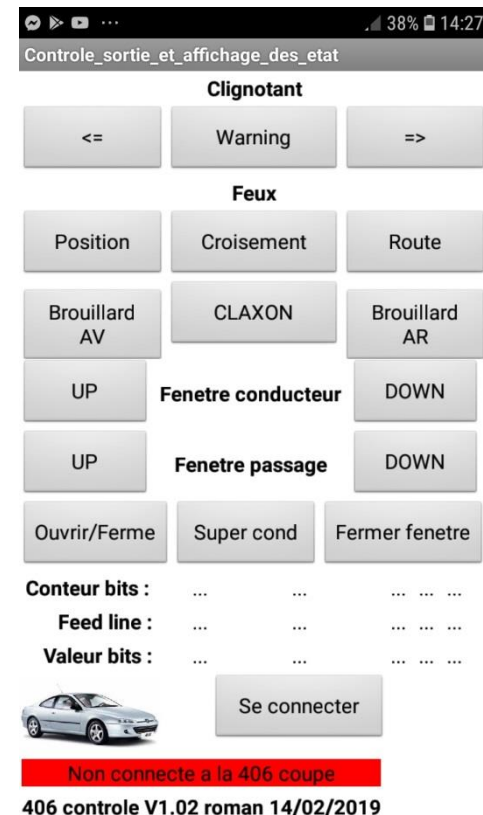 38% 14:27
Controle_sortie_et_affichage_des_etat
Clignotant
<= Warning =>
Feux
Position Croisement Route
Brouillard AV CLAXON Brouillard AR
UP Fenetre conducteur DOWN
UP Fenetre passage DOWN
Ouvrir/Ferme Super cond Fermer fenetre
Conteur bits : ... ... ... ... ...
Feed line : ... ... ... ... ...
Valeur bits : ... ... ... ... ...
Se connecter
Non connecte a la 406 coupe
406 controle V1.02 roman 14/02/2019